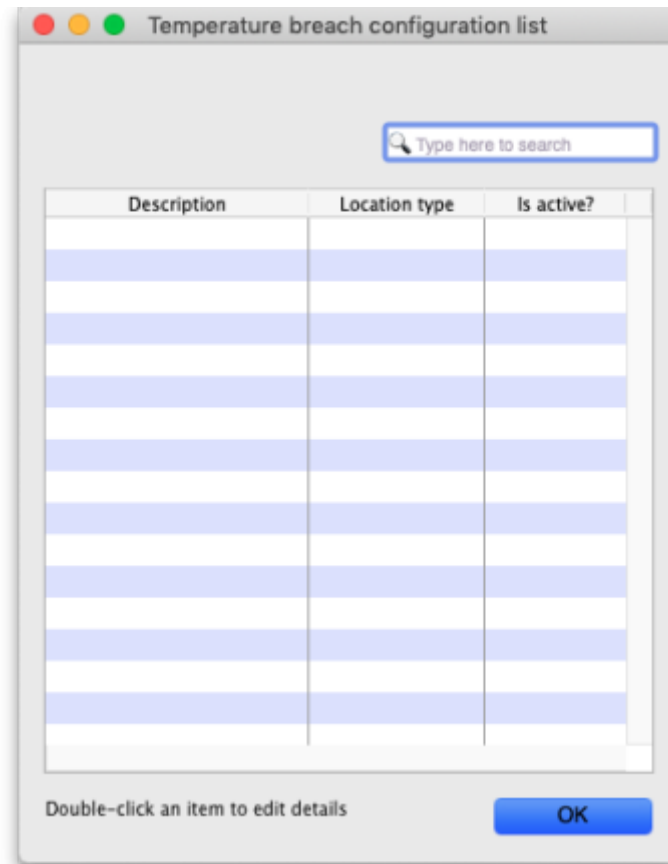 Temperature breach configuration list
Type here to search
Description Location type Is active?
Double-click an item to edit details
OK